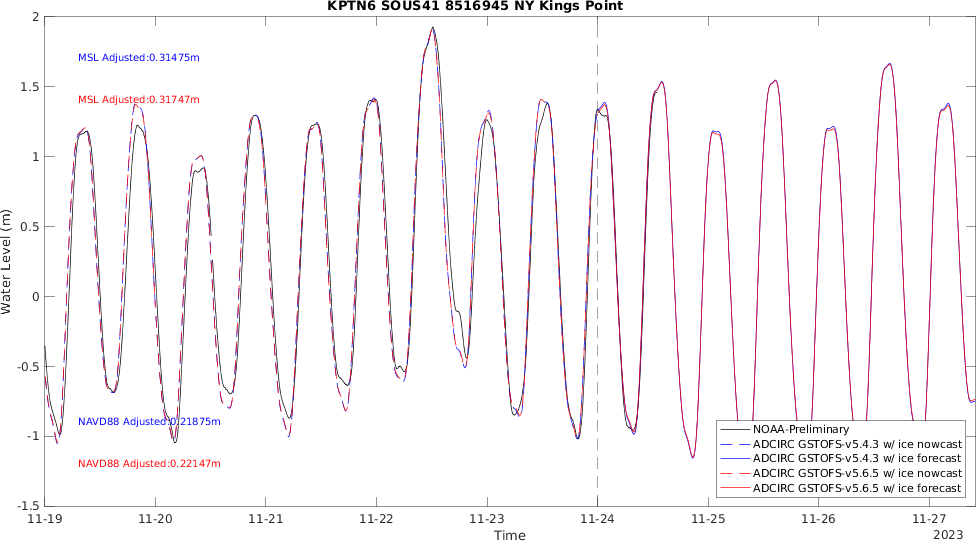 KPTN6 SOUS41 8516945 NY Kings Point
2
1.5
1
0.5
0
-0.5
-1
-1.5
Water Level (m)
MSL Adjusted:0.31475m
MSL Adjusted:0.31747m
NAVD88 Adjusted:0.21875m
NAVD88 Adjusted:0.22147m
NOAA-Preliminary
ADCIRC GSTOFS-v5.4.3 w/ ice nowcast
ADCIRC GSTOFS-v5.4.3 w/ ice forecast
ADCIRC GSTOFS-v5.6.5 w/ ice nowcast
ADCIRC GSTOFS-v5.6.5 w/ ice forecast
11-19 11-20 11-21 11-22 11-23 11-24 11-25 11-26 11-27
Time
2023